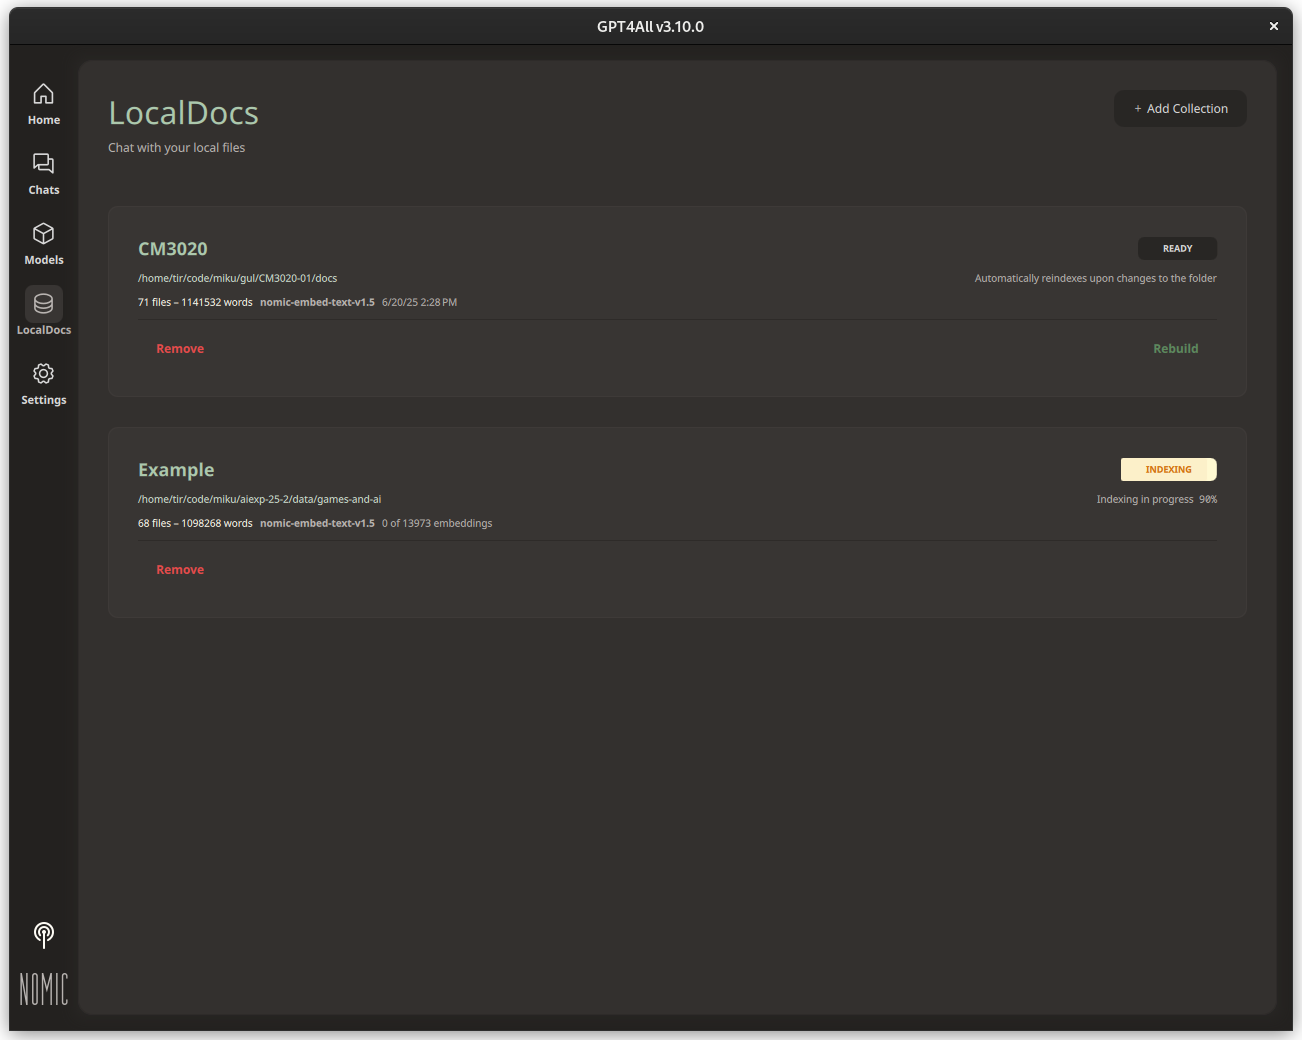 GPT4All v3.10.0
Home
Chats
Models
LocalDocs
Settings
NOMIC
LocalDocs
+ Add Collection
Chat with your local files
CM3020
READY
/home/tir/code/miku/gul/CM3020-01/docs
Automatically reindexes upon changes to the folder
71 files – 1141532 words nomic-embed-text-v1.5 6/20/25 2:28 PM
Remove
Rebuild
Example
INDEXING
/home/tir/code/miku/aiexp-25-2/data/games-and-ai
Indexing in progress 90%
68 files – 1098268 words nomic-embed-text-v1.5 0 of 13973 embeddings
Remove